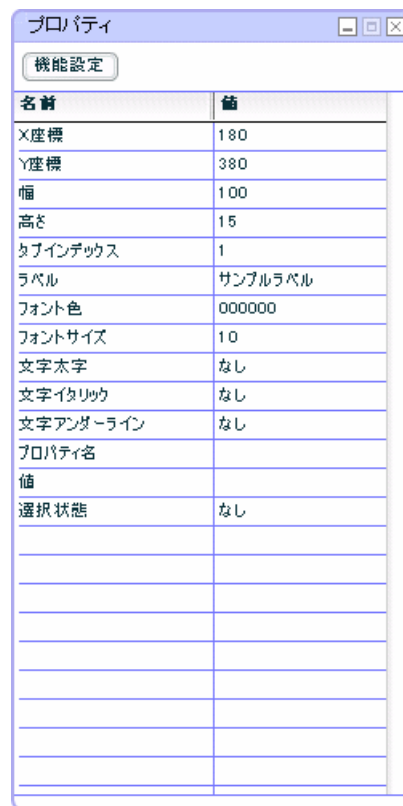 プロパティ
機能設定
名前 値
X座標 180
Y座標 380
幅 100
高さ 15
タブインデックス 1
ラベル サンプルラベル
フォント色 000000
フォントサイズ 10
文字太字 なし
文字イタリック なし
文字アンダーライン なし
プロパティ名
値
選択状態 なし